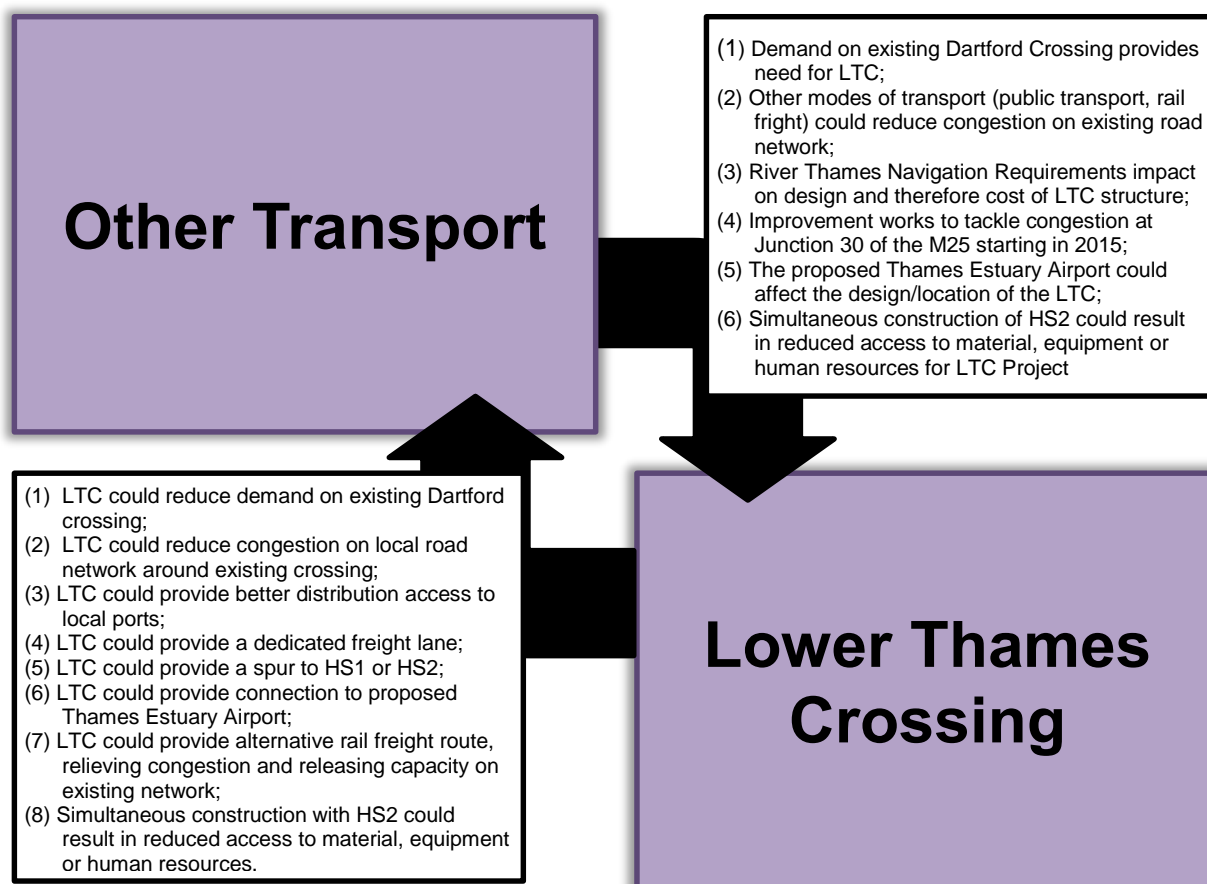 Other Transport
(1) Demand on existing Dartford Crossing provides
need for LTC;
(2) Other modes of transport (public transport, rail
fright) could reduce congestion on existing road
network;
(3) River Thames Navigation Requirements impact
on design and therefore cost of LTC structure;
(4) Improvement works to tackle congestion at
Junction 30 of the M25 starting in 2015;
(5) The proposed Thames Estuary Airport could
affect the design/location of the LTC;
(6) Simultaneous construction of HS2 could result
in reduced access to material, equipment or
human resources for LTC Project
(1) LTC could reduce demand on existing Dartford
crossing;
(2) LTC could reduce congestion on local road
network around existing crossing;
(3) LTC could provide better distribution access to
local ports;
(4) LTC could provide a dedicated freight lane;
(5) LTC could provide a spur to HS1 or HS2;
(6) LTC could provide connection to proposed
Thames Estuary Airport;
(7) LTC could provide alternative rail freight route,
relieving congestion and releasing capacity on
existing network;
(8) Simultaneous construction with HS2 could
result in reduced access to material, equipment
or human resources.
Lower Thames
Crossing